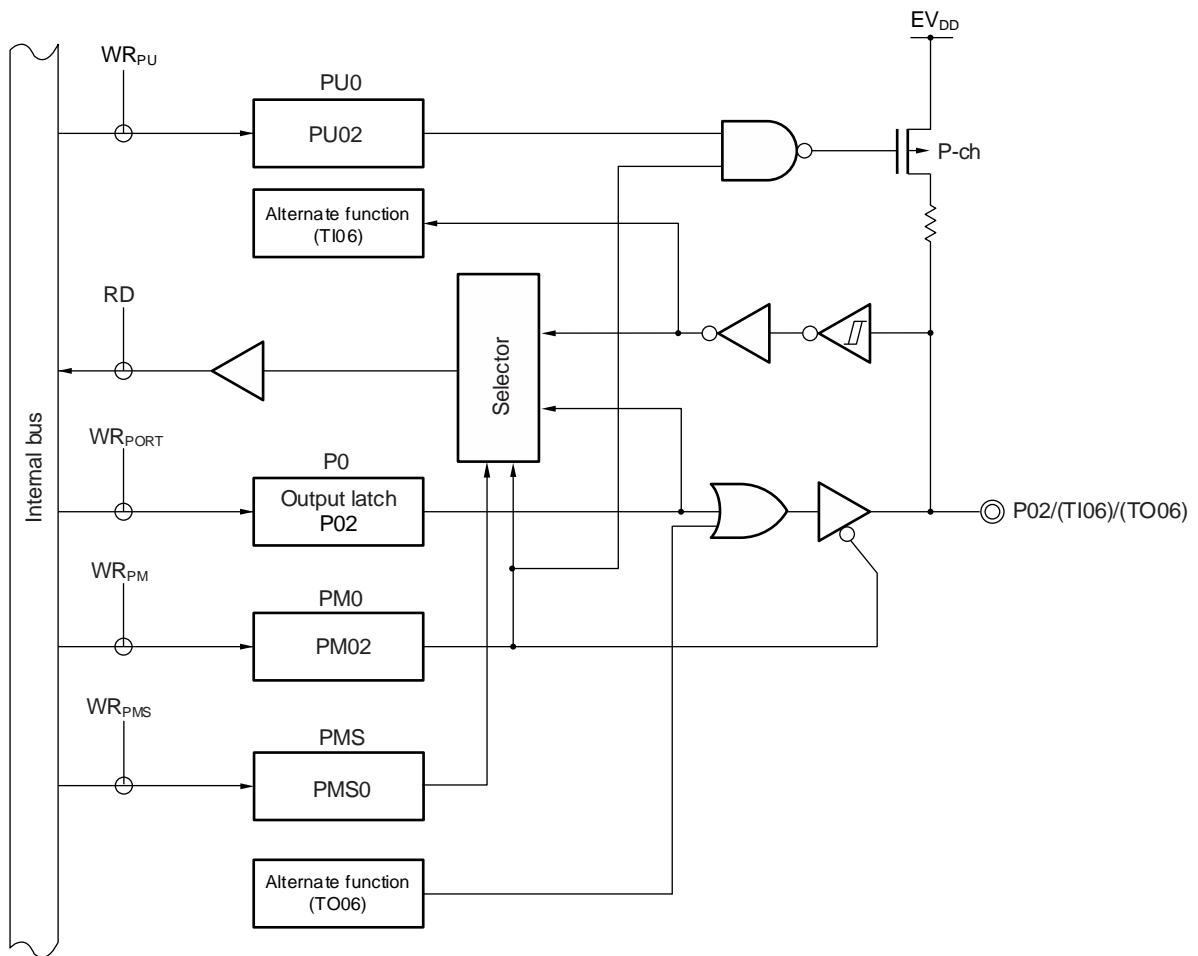 EVDD
WRPU
PU0
PU02
P-ch
Alternate function
(TI06)
RD
Selector
Internal bus
WRPORT
P0
Output latch
P02
P02/(TI06)/(TO06)
WRPM
PM0
PM02
WRPMS
PMS
PMS0
Alternate function
(TO06)